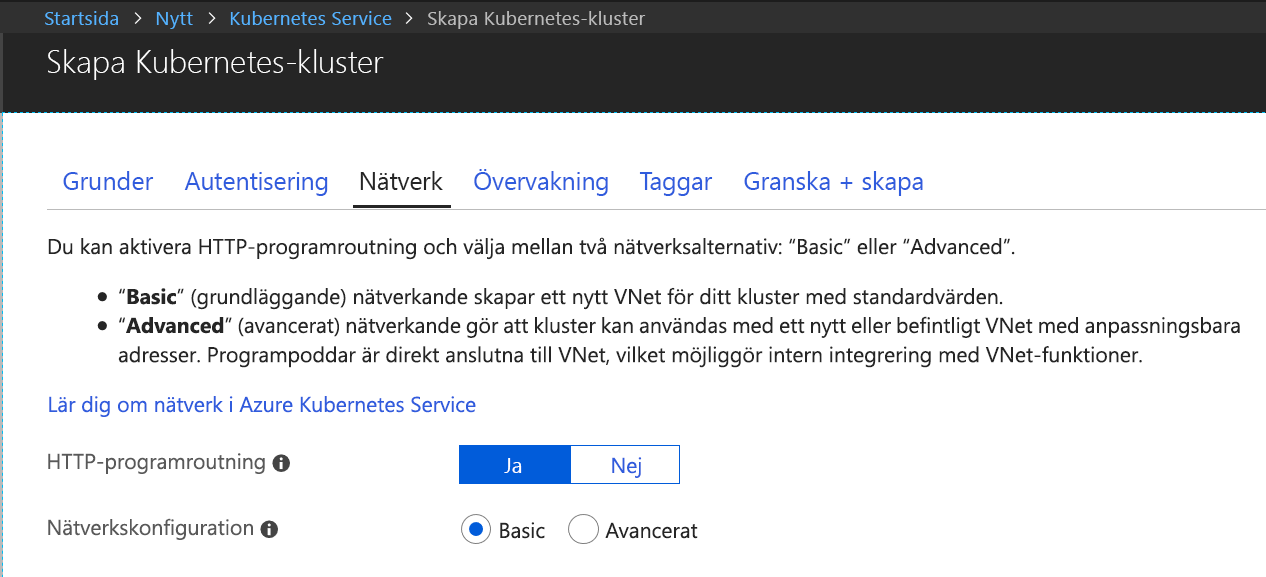 Startsida > Nytt > Kubernetes Service > Skapa Kubernetes-kluster
Skapa Kubernetes-kluster
Grunder Autentisering Nätverk Övervakning Taggar Granska + skapa
Du kan aktivera HTTP-programroutning och välja mellan två nätverksalternativ: ”Basic” eller ”Advanced”.
• ”Basic” (grundläggande) nätverkande skapar ett nytt VNet för ditt kluster med standardvärden.
• ”Advanced” (avancerat) nätverkande gör att kluster kan användas med ett nytt eller befintligt VNet med anpassningsbara
adresser. Programpoddar är direkt anslutna till VNet, vilket möjliggör intern integrering med VNet-funktioner.
Lär dig om nätverk i Azure Kubernetes Service
HTTP-programroutning Ja Nej
Nätverkskonfiguration Basic Avancerat